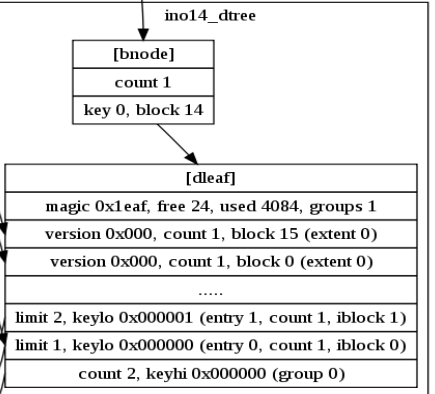 ino14_dtree
[bnode]
count 1
key 0, block 14
[dleaf]
magic 0x1eaf, free 24, used 4084, groups 1
version 0x000, count 1, block 15 (extent 0)
version 0x000, count 1, block 0 (extent 0)
.....
limit 2, keylo 0x000001 (entry 1, count 1, iblock 1)
limit 1, keylo 0x000000 (entry 0, count 1, iblock 0)
count 2, keyhi 0x000000 (group 0)